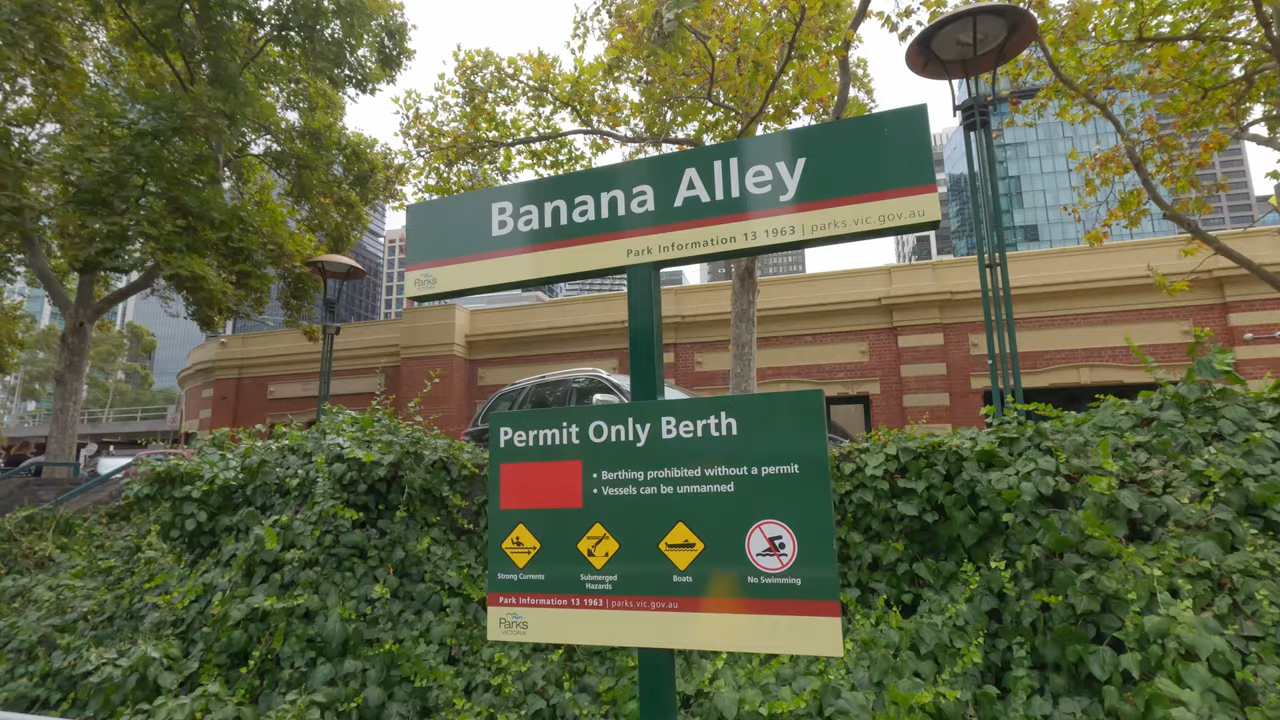 Banana Alley
Park Information 13 1963 | parks.vic.gov.au
Parks
VICTORIA
Permit Only Berth
• Berthing prohibited without a permit
• Vessels can be unmanned
Strong Currents
Submerged
Hazards
Boats
No Swimming
Park Information 13 1963 | parks.vic.gov.au
Parks
VICTORIA